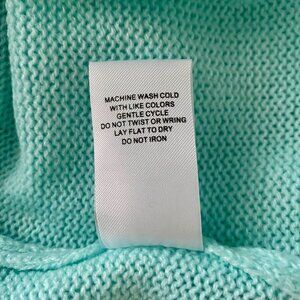 MACHINE WASH COLD
WITH LIKE COLORS
GENTLE CYCLE
DO NOT TWIST OR WRING
LAY FLAT TO DRY
DO NOT IRON